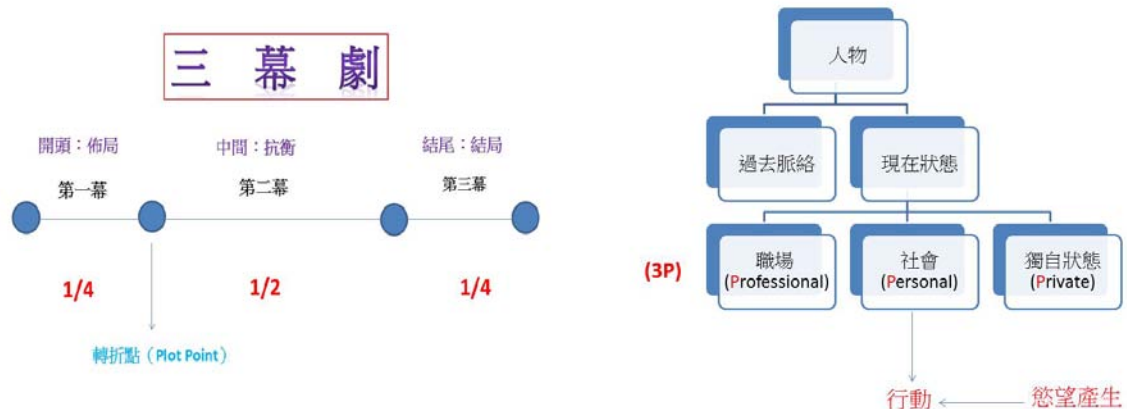 三 幕 劇
開頭：佈局
中間：抗衡
結尾：結局
第一幕
第二幕
第三幕
1/4
1/2
1/4
轉折點（Plot Point）
人物
過去脈絡
現在狀態
(3P)
職場
(Professional)
社會
(Personal)
獨自狀態
(Private)
行動
慾望產生